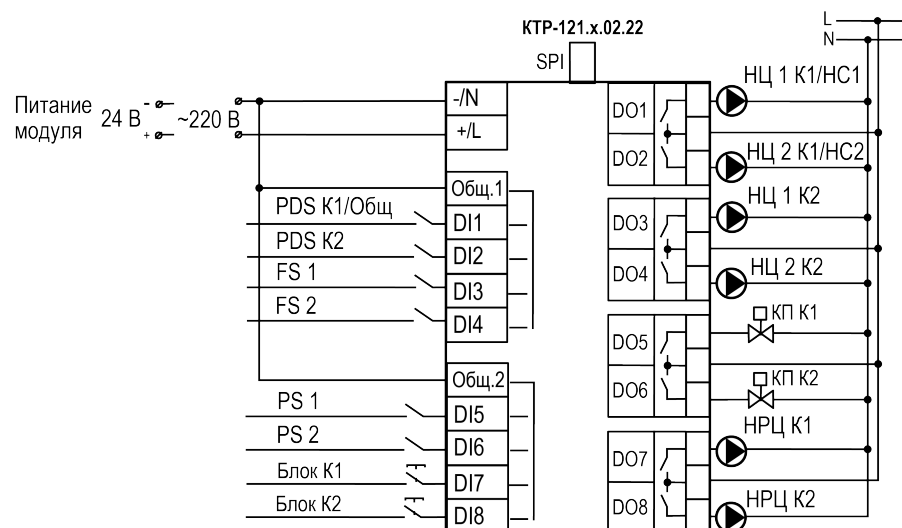 КТР-121.х.02.22
SPI
L
N
Питание
модуля
24 В
-
+
~220 В
-/N
+/L
Общ.1
PDS К1/Общ
DI1
PDS К2
DI2
FS 1
DI3
FS 2
DI4
Общ.2
PS 1
DI5
PS 2
DI6
Блок К1
DI7
Блок К2
DI8
DO1
НЦ 1 К1/НС1
DO2
НЦ 2 К1/НС2
DO3
НЦ 1 К2
DO4
НЦ 2 К2
DO5
КП К1
DO6
КП К2
DO7
НРЦ К1
DO8
НРЦ К2